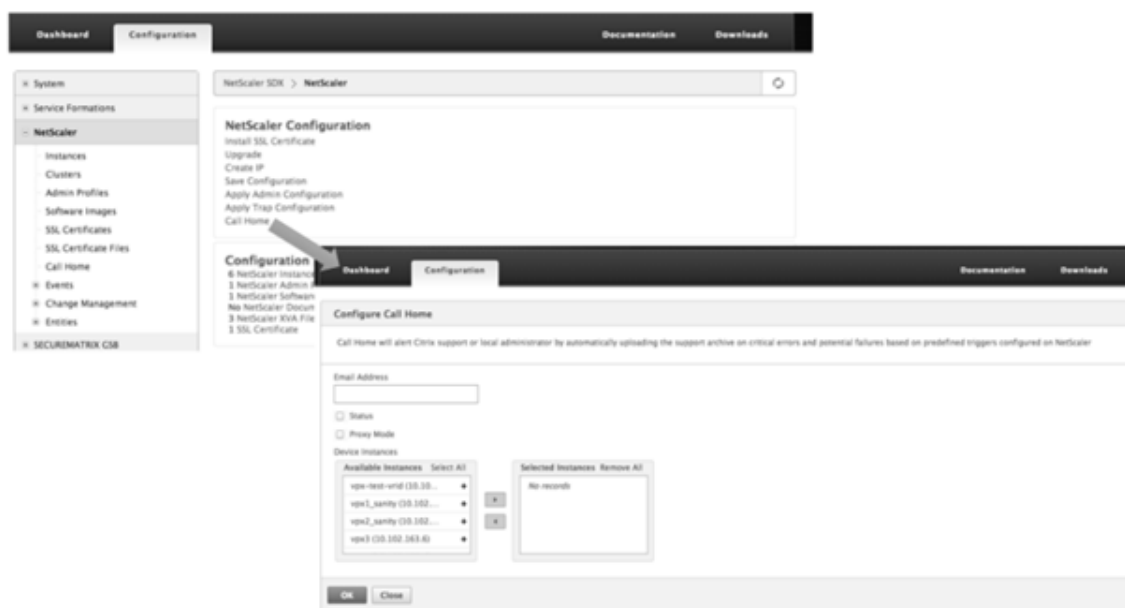 Dashboard Configuration Documentation Downloads
System
NetScaler SDX > NetScaler
Service Formations
NetScaler
Instances
Clusters
Admin Profiles
Software Images
SSL Certificates
SSL Certificate Files
Call Home
Events
Change Management
Entities
SECUREMATRIX GSB
NetScaler Configuration
Install SSL Certificate
Upgrade
Create IP
Save Configuration
Apply Admin Configuration
Apply Trap Configuration
Call Home
Configuration
6 NetScaler Instance
1 NetScaler Admin
1 NetScaler Softwar
No NetScaler Docum
3 NetScaler XVA File
1 SSL Certificate
Dashboard Configuration Documentation Downloads
Configure Call Home
Call Home will alert Citrix support or local administrator by automatically uploading the support archive on critical errors and potential failures based on predefined triggers configured on NetScaler
Email Address
Status
Proxy Mode
Device Instances
Available Instances Select All
vpx-test-vrid (10.10...
vpx1_sanity (10.102....
vpx2_sanity (10.102....
vpx3 (10.102.163.6)
Selected Instances Remove All
No records
OK Close